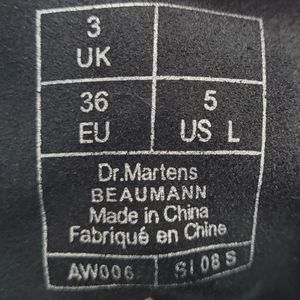 3
UK
36
EU
5
US L
Dr.Martens
BEAUMANN
Made in China
Fabriqué en Chine
AW006
SI 08 S